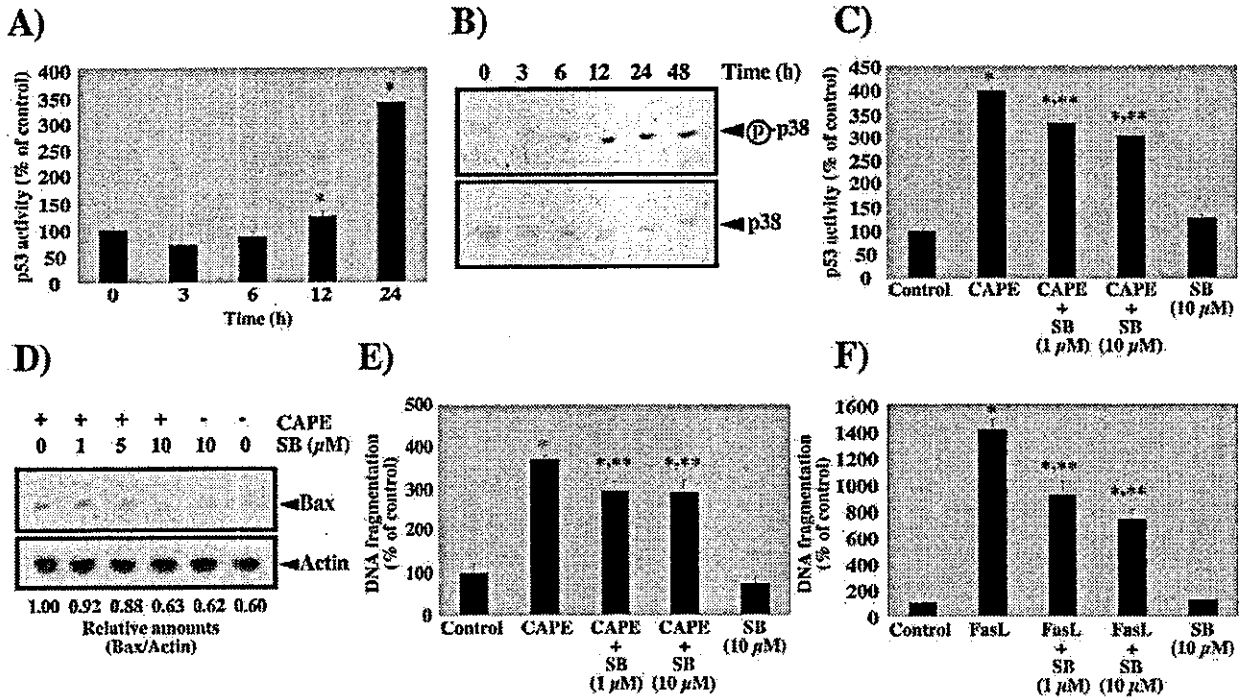 A)
p53 activity (% of control)
400
350
300
250
200
150
100
50
0
*
*
0 3 6 12 24
Time (h)
B)
0 3 6 12 24 48 Time (h)
P-p38
p38
C)
p53 activity (% of control)
450
400
350
300
250
200
150
100
50
0
*
*,**
*,**
Control CAPE CAPE CAPE SB
+ + (10 µM)
SB SB
(1 µM) (10 µM)
D)
+ + + + - - CAPE
0 1 5 10 10 0 SB (µM)
Bax
Actin
1.00 0.92 0.88 0.63 0.62 0.60
Relative amounts
(Bax/Actin)
E)
DNA fragmentation
(% of control)
500
400
300
200
100
0
*
*,**
*,**
Control CAPE CAPE CAPE SB
+ + (10 µM)
SB SB
(1 µM) (10 µM)
F)
DNA fragmentation
(% of control)
1600
1400
1200
1000
800
600
400
200
0
*
*,**
*,**
Control FasL FasL FasL SB
+ + (10 µM)
SB SB
(1 µM) (10 µM)